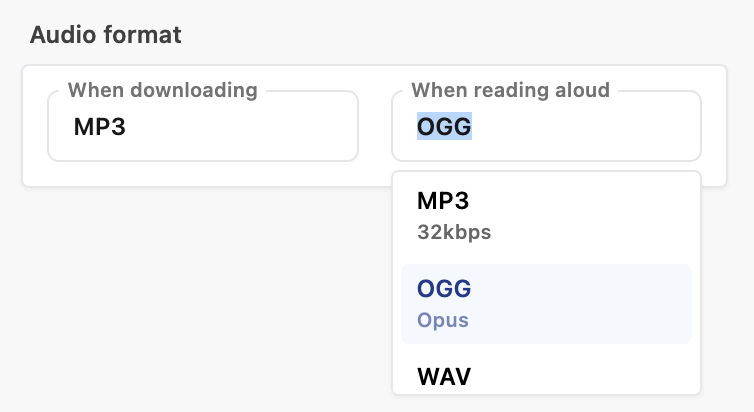 Audio format
When downloading
MP3
When reading aloud
OGG
MP3
32kbps
OGG
Opus
WAV